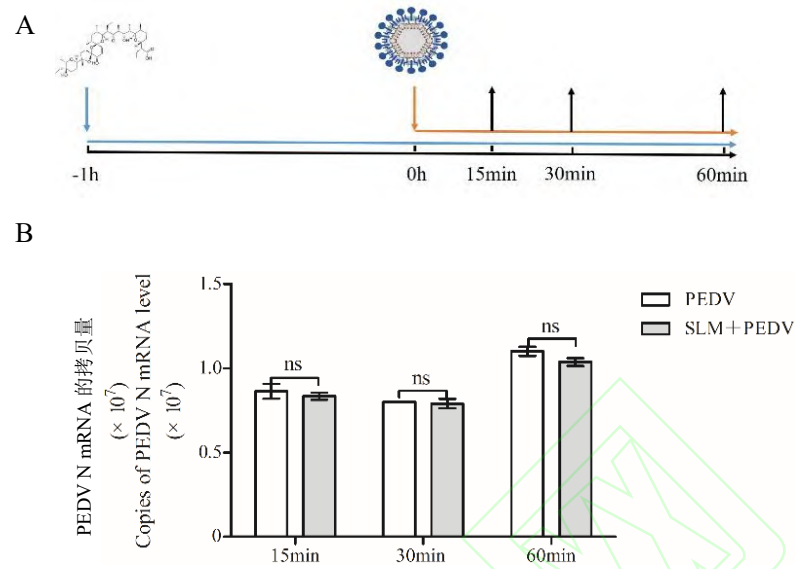 A
-1h
0h
15min
30min
60min
B
PEDV N mRNA 的拷贝量
(× 10⁷)
Copies of PEDV N mRNA level
(× 10⁷)
1.5
1.0
0.5
0
ns
ns
ns
PEDV
SLM+PEDV
15min
30min
60min